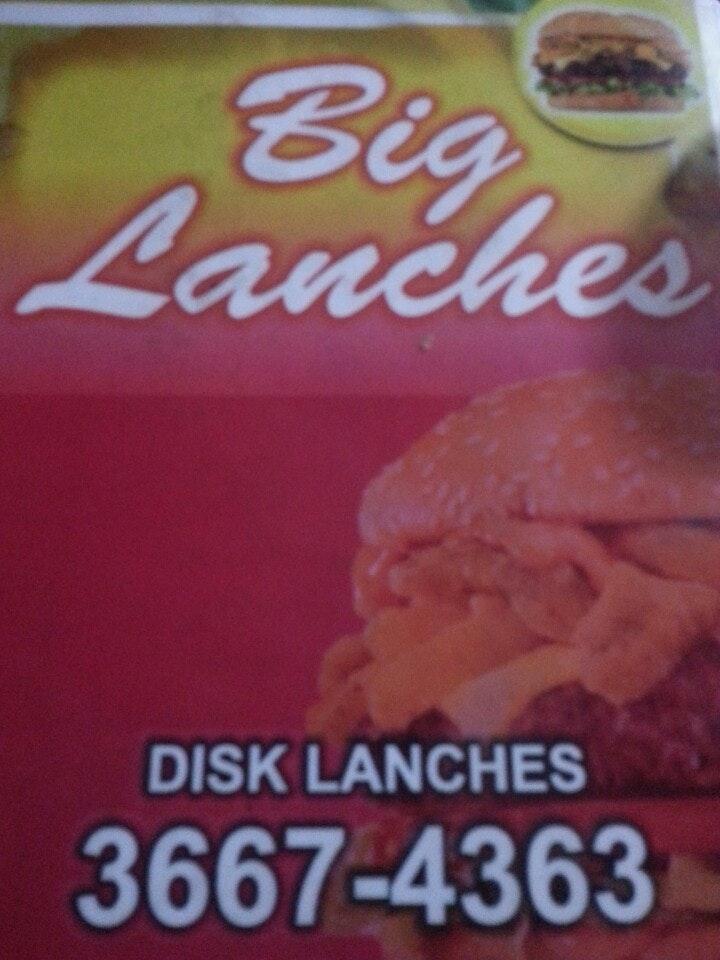 Big
Lanches
DISK LANCHES
3667-4363